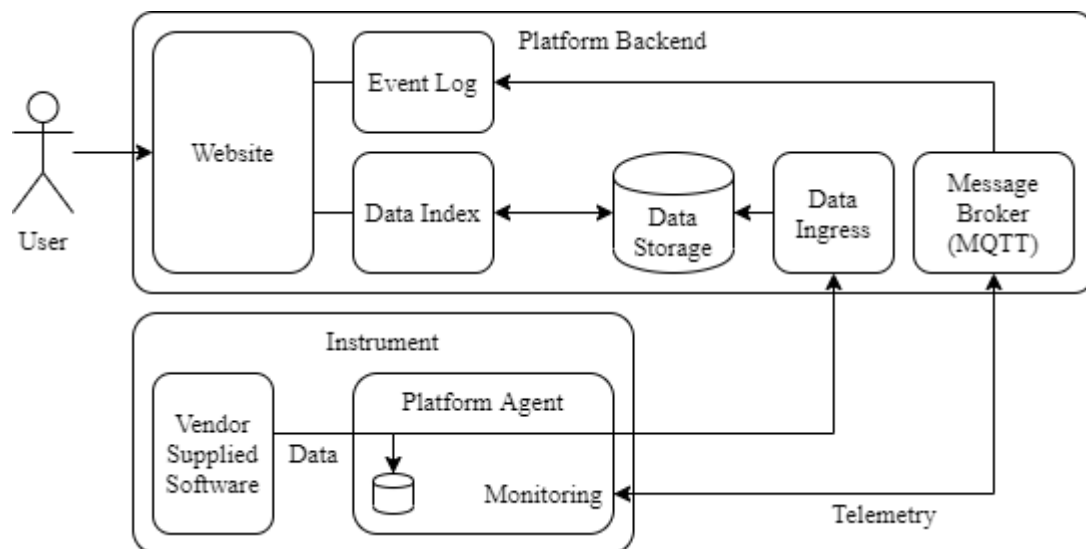 Platform Backend
Website
Event Log
Data Index
Data
Storage
Data
Ingress
Message
Broker
(MQTT)
User
Instrument
Vendor
Supplied
Software
Data
Platform Agent
Monitoring
Telemetry